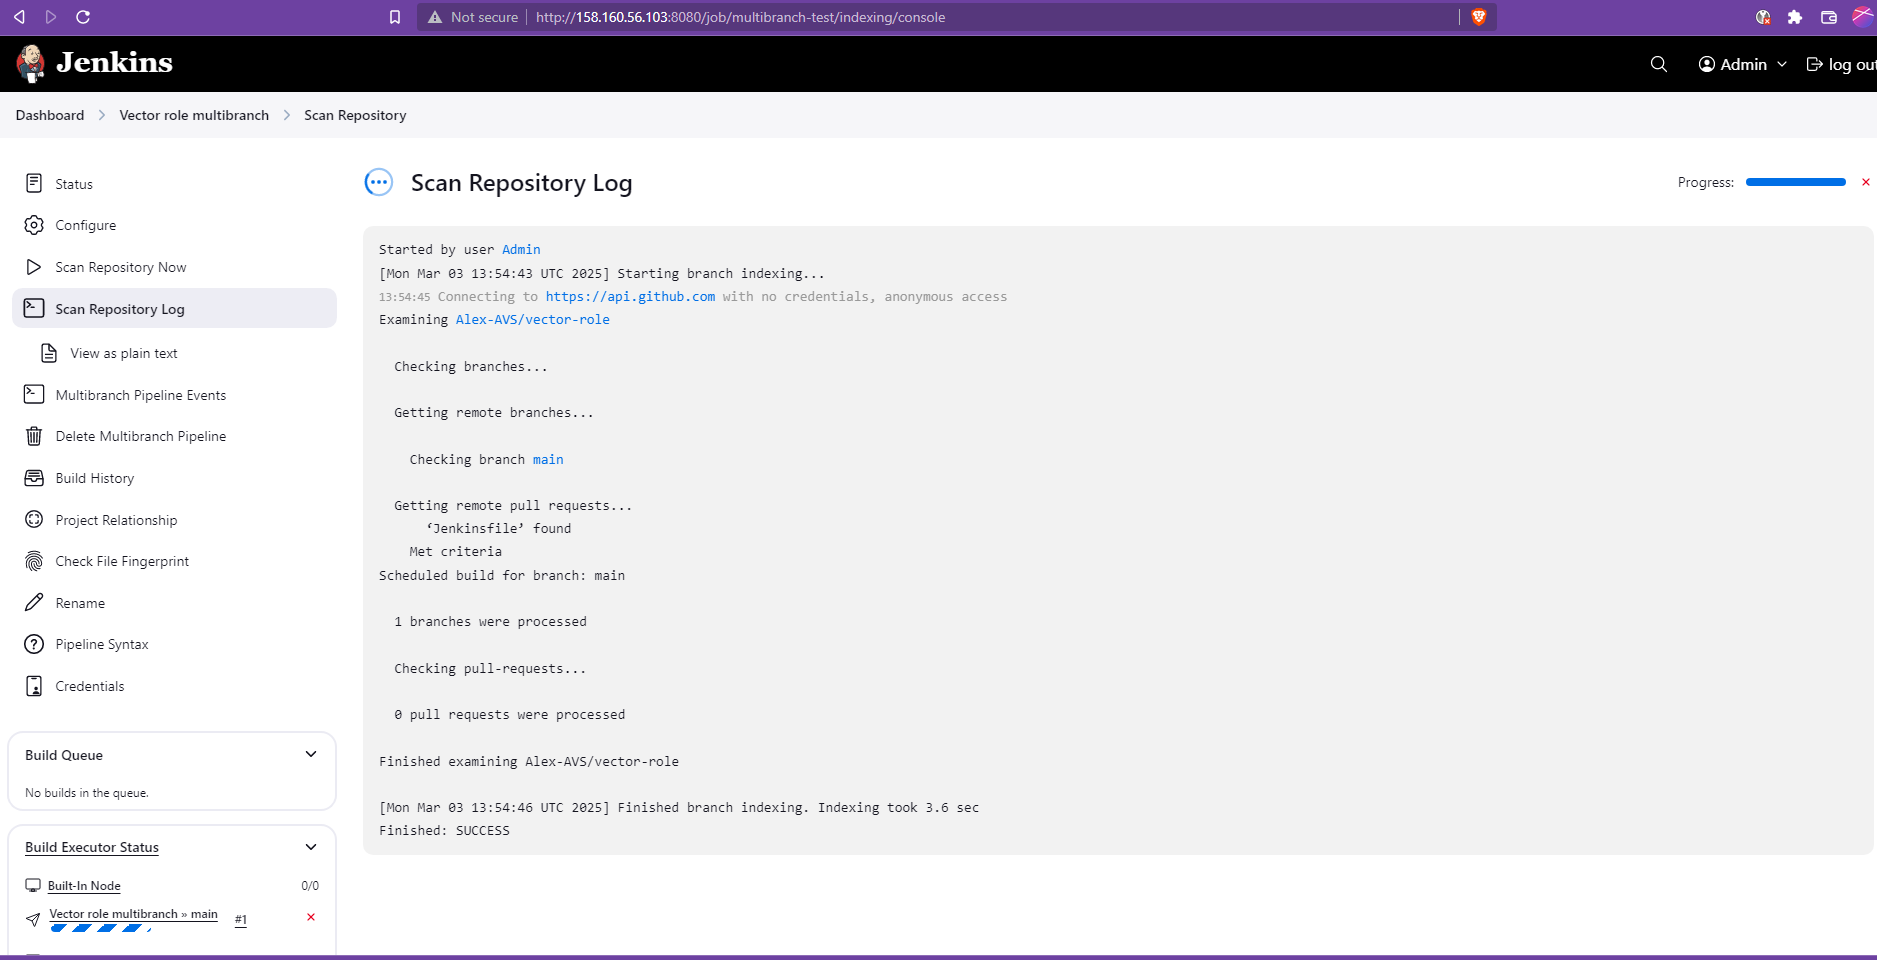 Not secure http://158.160.56.103:8080/job/multibranch-test/indexing/console
Jenkins
Admin
log out
Dashboard Vector role multibranch Scan Repository
Status
Configure
Scan Repository Now
Scan Repository Log
View as plain text
Multibranch Pipeline Events
Delete Multibranch Pipeline
Build History
Project Relationship
Check File Fingerprint
Rename
Pipeline Syntax
Credentials
Build Queue
No builds in the queue.
Build Executor Status
Built-In Node 0/0
Vector role multibranch » main #1
Scan Repository Log
Progress:
Started by user Admin
[Mon Mar 03 13:54:43 UTC 2025] Starting branch indexing...
13:54:45 Connecting to https://api.github.com with no credentials, anonymous access
Examining Alex-AVS/vector-role
Checking branches...
Getting remote branches...
Checking branch main
Getting remote pull requests...
‘Jenkinsfile’ found
Met criteria
Scheduled build for branch: main
1 branches were processed
Checking pull-requests...
0 pull requests were processed
Finished examining Alex-AVS/vector-role
[Mon Mar 03 13:54:46 UTC 2025] Finished branch indexing. Indexing took 3.6 sec
Finished: SUCCESS